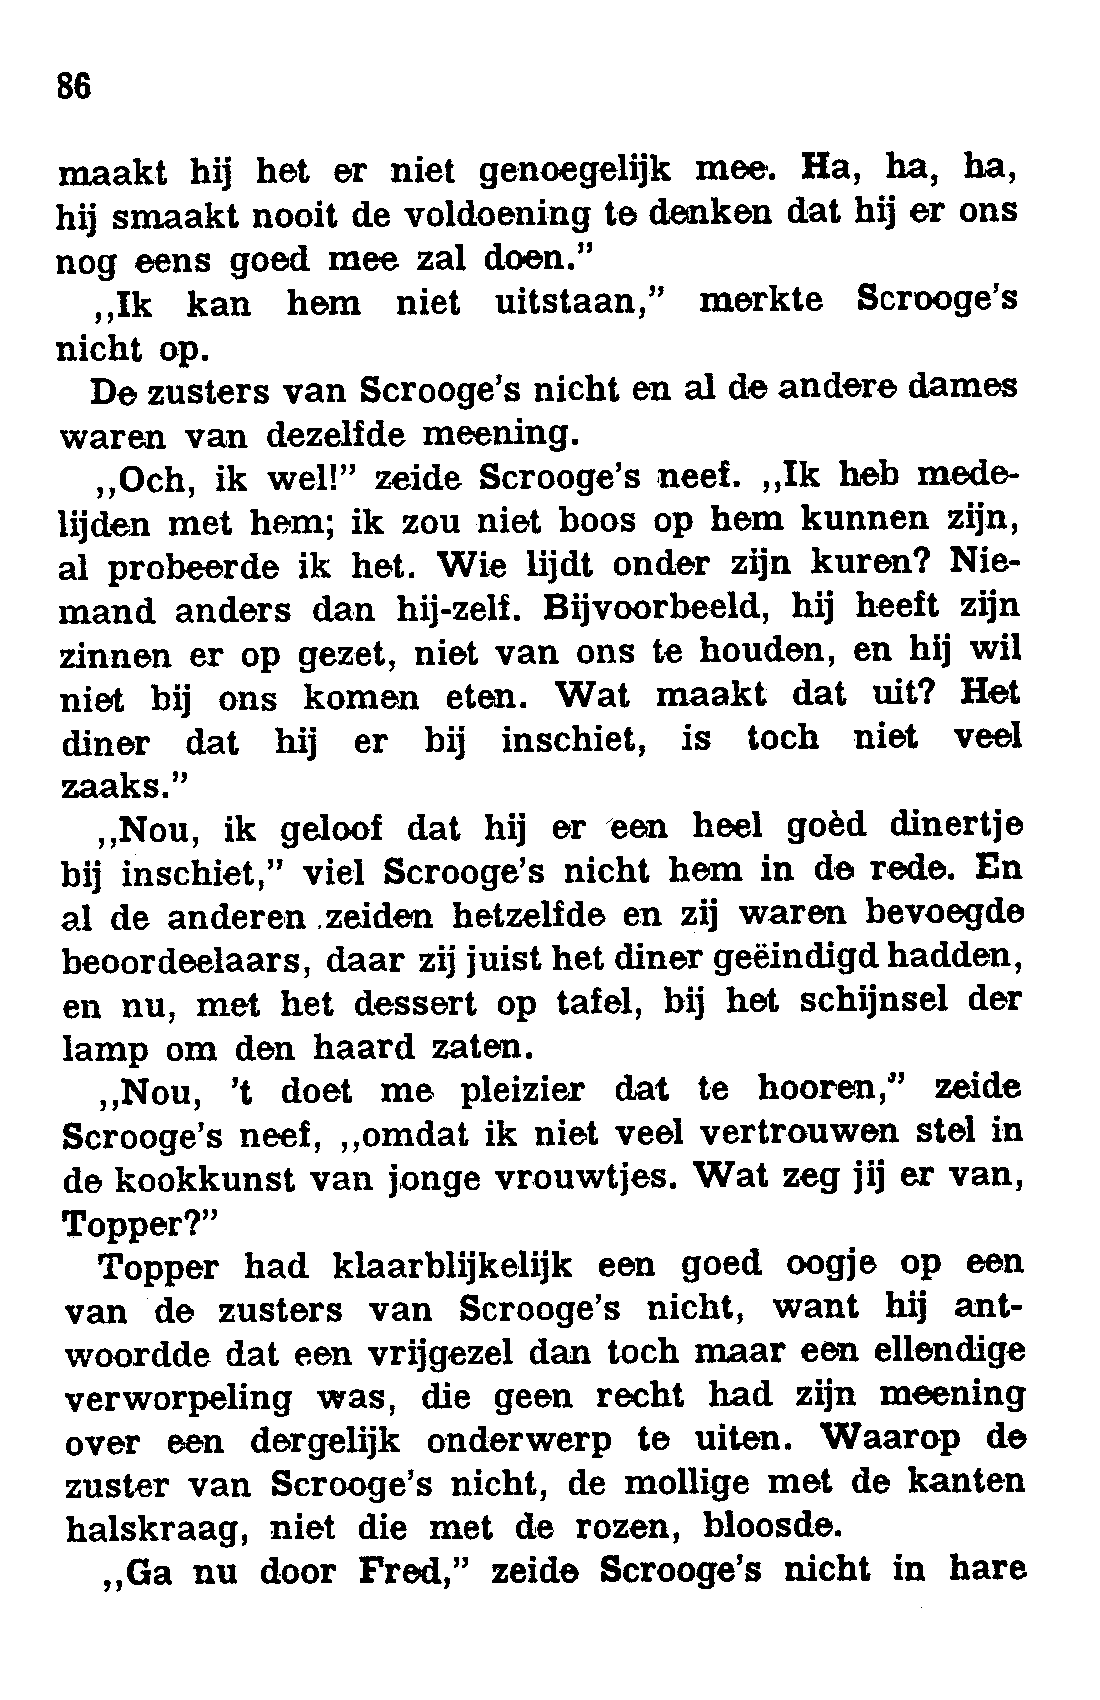 86
maakt hij het er niet genoegelijk mee. Ha, ha, ha,
hij smaakt nooit de voldoening te denken dat hij er ons
nog eens goed mee zal doen.”
,,Ik kan hem niet uitstaan,” merkte Scrooge’s
nicht op.
De zusters van Scrooge’s nicht en al de andere dames
waren van dezelfde meening.
,,Och, ik wel!” zeide Scrooge’s neef. ,,Ik heb mede-
lijden met hem; ik zou niet boos op hem kunnen zijn,
al probeerde ik het. Wie lijdt onder zijn kuren? Nie-
mand anders dan hij-zelf. Bijvoorbeeld, hij heeft zijn
zinnen er op gezet, niet van ons te houden, en hij wil
niet bij ons komen eten. Wat maakt dat uit? Het
diner dat hij er bij inschiet, is toch niet veel
zaaks.”
,,Nou, ik geloof dat hij er een heel goèd dinertje
bij inschiet,” viel Scrooge’s nicht hem in de rede. En
al de anderen zeiden hetzelfde en zij waren bevoegde
beoordeelaars, daar zij juist het diner geëindigd hadden,
en nu, met het dessert op tafel, bij het schijnsel der
lamp om den haard zaten.
,,Nou, ’t doet me pleizier dat te hooren,” zeide
Scrooge’s neef, ,,omdat ik niet veel vertrouwen stel in
de kookkunst van jonge vrouwtjes. Wat zeg jij er van,
Topper?”
Topper had klaarblijkelijk een goed oogje op een
van de zusters van Scrooge’s nicht, want hij ant-
woordde dat een vrijgezel dan toch maar een ellendige
verworpeling was, die geen recht had zijn meening
over een dergelijk onderwerp te uiten. Waarop de
zuster van Scrooge’s nicht, de mollige met de kanten
halskraag, niet die met de rozen, bloosde.
,,Ga nu door Fred,” zeide Scrooge’s nicht in hare